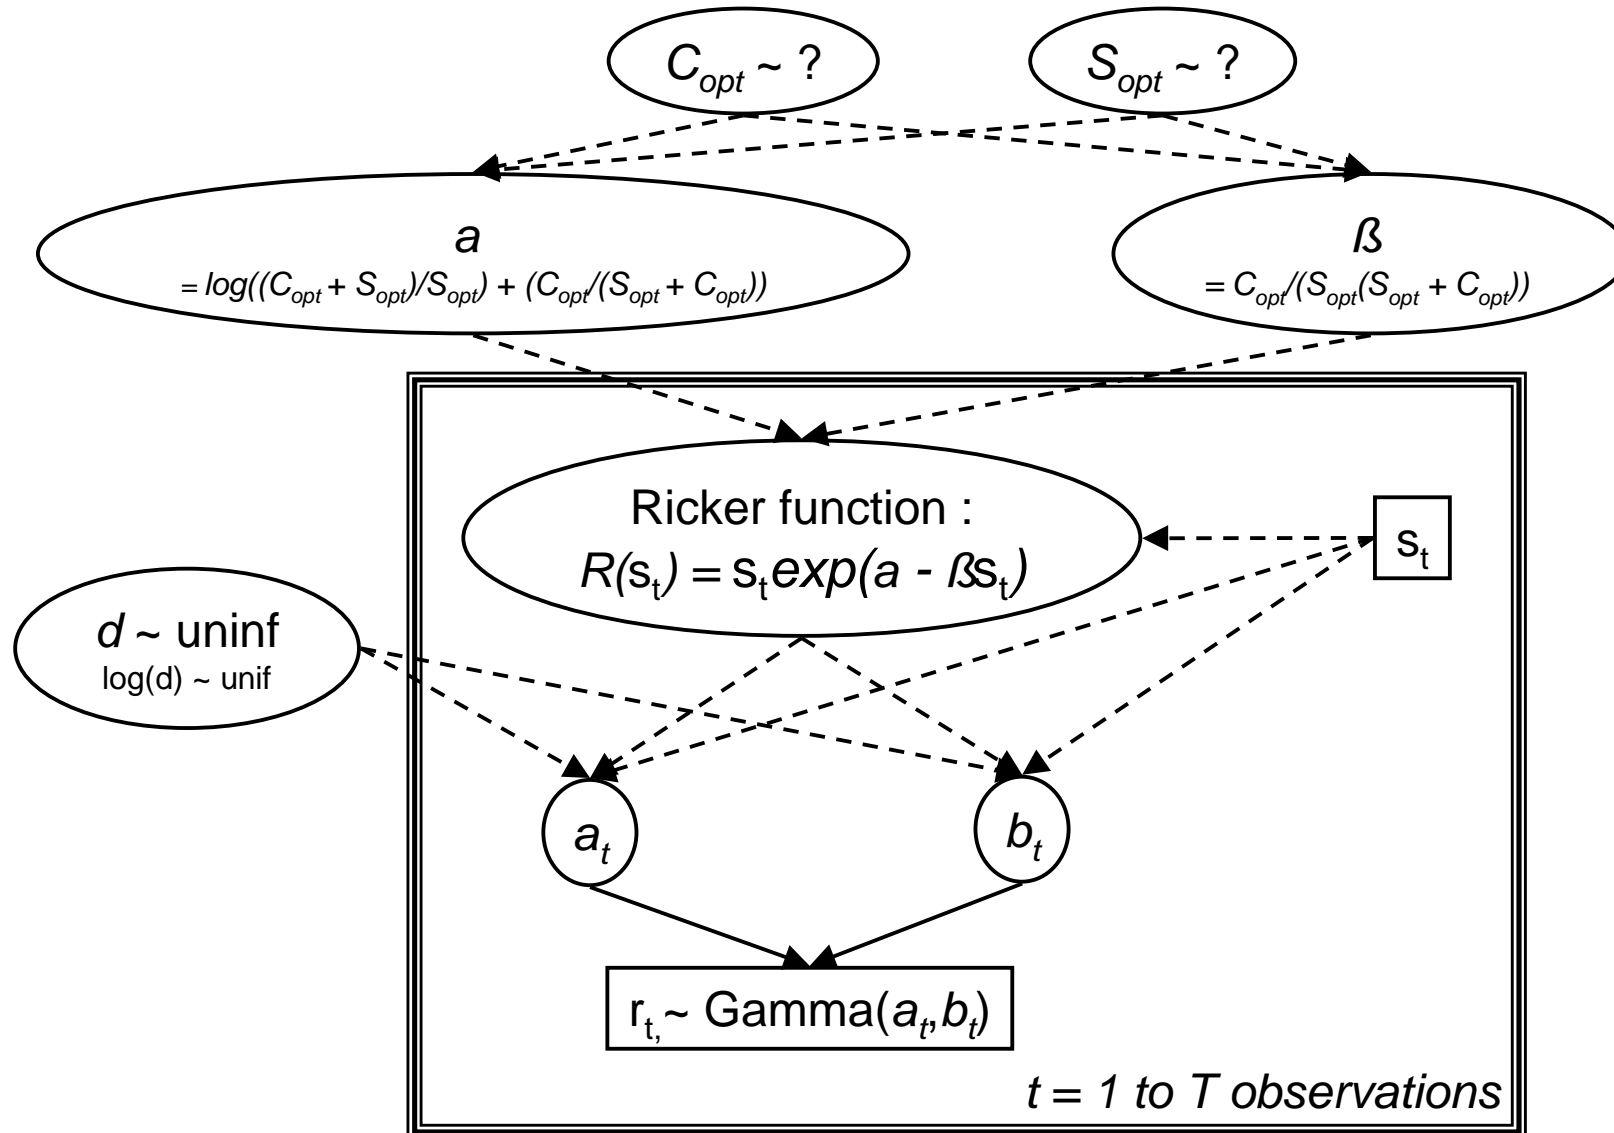 C_opt ~ ?
S_opt ~ ?
a
= log((C_opt + S_opt)/S_opt) + (C_opt/(S_opt + C_opt))
ß
= C_opt/(S_opt(S_opt + C_opt))
Ricker function :
R(s_t) = s_t exp(a - ßs_t)
s_t
d ~ uninf
log(d) ~ unif
a_t
b_t
r_t, ~ Gamma(a_t,b_t)
t = 1 to T observations